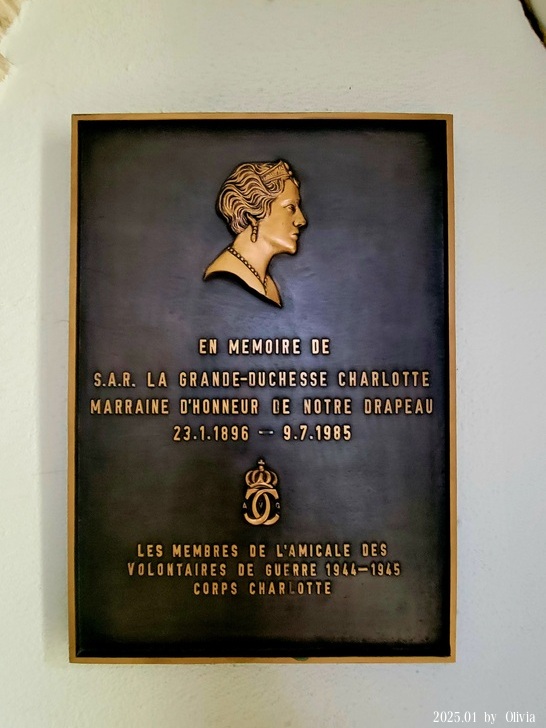 EN MEMOIRE DE
S.A.R. LA GRANDE-DUCHESSE CHARLOTTE
MARRAINE D'HONNEUR DE NOTRE DRAPEAU
23.1.1896 — 9.7.1985
LES MEMBRES DE L'AMICALE DES
VOLONTAIRES DE GUERRE 1944—1945
CORPS CHARLOTTE
2025.01 by Olivia